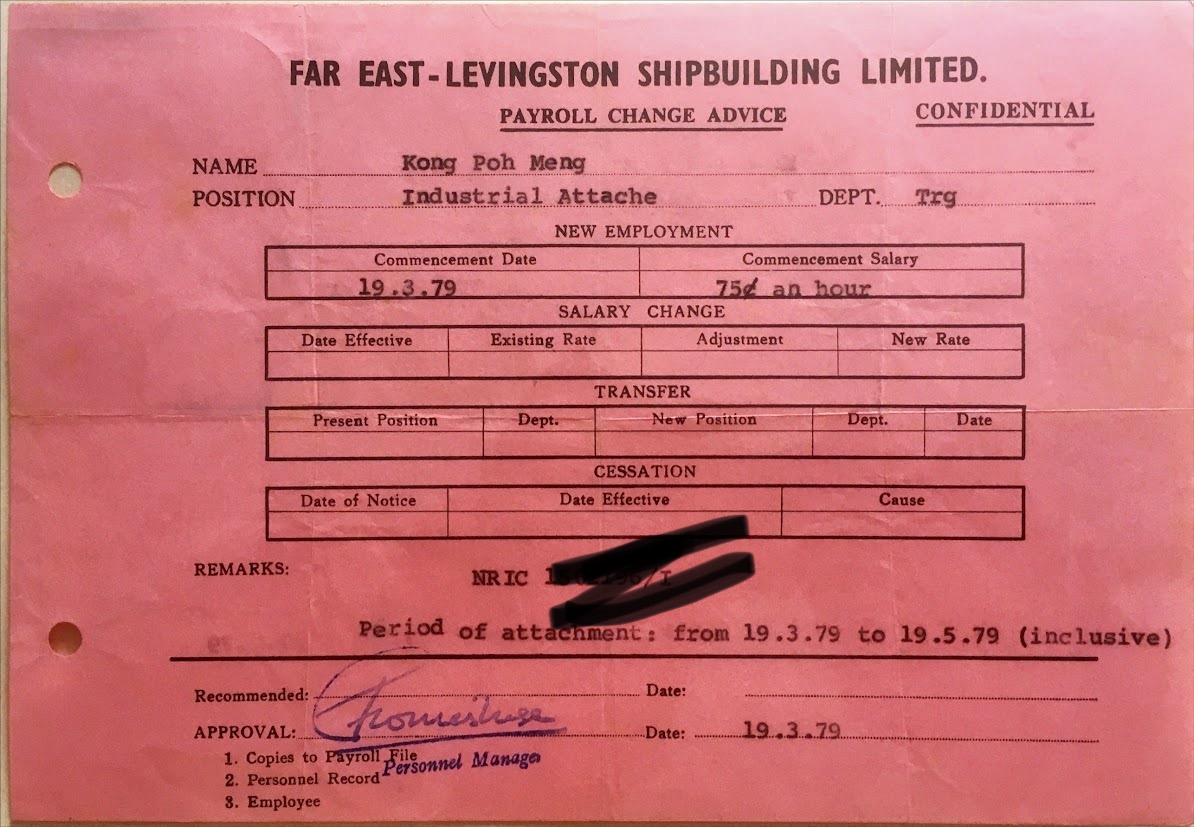 FAR EAST-LEVINGSTON SHIPBUILDING LIMITED.
PAYROLL CHANGE ADVICE CONFIDENTIAL
NAME Kong Poh Meng
POSITION Industrial Attache DEPT. Trg
NEW EMPLOYMENT
Commencement Date Commencement Salary
19.3.79 75¢ an hour
SALARY CHANGE
Date Effective Existing Rate Adjustment New Rate
TRANSFER
Present Position Dept. New Position Dept. Date
CESSATION
Date of Notice Date Effective Cause
REMARKS: NRIC
Period of attachment: from 19.3.79 to 19.5.79 (inclusive)
Recommended: Date:
APPROVAL: Date: 19.3.79
1. Copies to Payroll File
Personnel Manager
2. Personnel Record
3. Employee